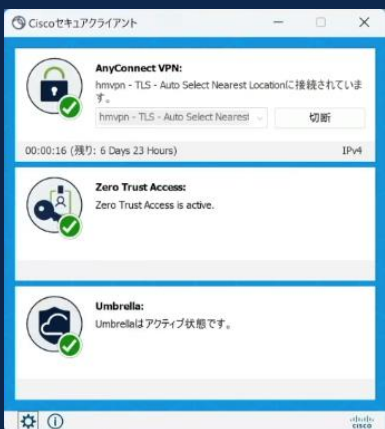 Ciscoセキュアクライアント
AnyConnect VPN:
hmvpn - TLS - Auto Select Nearest Locationに接続されていま
す。
hmvpn - TLS - Auto Select Nearest
切断
00:00:16 (残り: 6 Days 23 Hours)
IPv4
Zero Trust Access:
Zero Trust Access is active.
Umbrella:
Umbrellaはアクティブ状態です。
CISCO